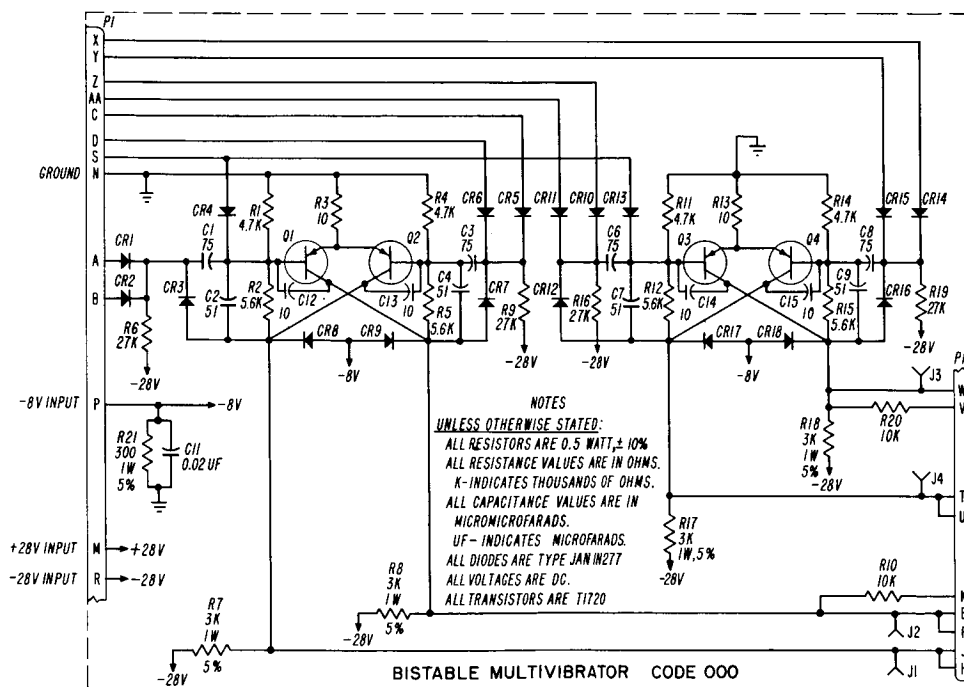 P1
X
Y
Z
AA
C
D
S
GROUND N
CR4
R1
4.7K
R3
10
R4
4.7K
CR6
CR5
CR11
CR10
CR13
R11
4.7K
R13
10
R14
4.7K
CR15
CR14
A
CR1
C1
75
Q1
Q2
C3
75
C6
75
Q3
Q4
C8
75
B
CR2
CR3
C2
51
R2
5.6K
C12
10
C13
10
C4
51
R5
5.6K
CR7
R9
27K
CR12
R16
27K
C7
51
R12
5.6K
C14
10
C15
10
C9
51
R15
5.6K
CR16
R19
27K
R6
27K
-28V
CR8
CR9
-8V
-28V
-28V
CR17
CR18
-8V
-28V
-8V INPUT P
-8V
R21
300
1W
5%
C11
0.02 UF
NOTES
UNLESS OTHERWISE STATED:
ALL RESISTORS ARE 0.5 WATT, ± 10%
ALL RESISTANCE VALUES ARE IN OHMS.
K-INDICATES THOUSANDS OF OHMS.
ALL CAPACITANCE VALUES ARE IN
MICROMICROFARADS.
UF- INDICATES MICROFARADS.
ALL DIODES ARE TYPE JAN IN277
ALL VOLTAGES ARE DC.
ALL TRANSISTORS ARE TI720
J3
W
V
R20
10K
R18
3K
1W
5%
-28V
J4
T
U
R17
3K
1W, 5%
-28V
+28V INPUT M
+28V
-28V INPUT R
-28V
R7
3K
1W
5%
-28V
R8
3K
1W
5%
-28V
R10
10K
J2
J1
BISTABLE MULTIVIBRATOR CODE 000